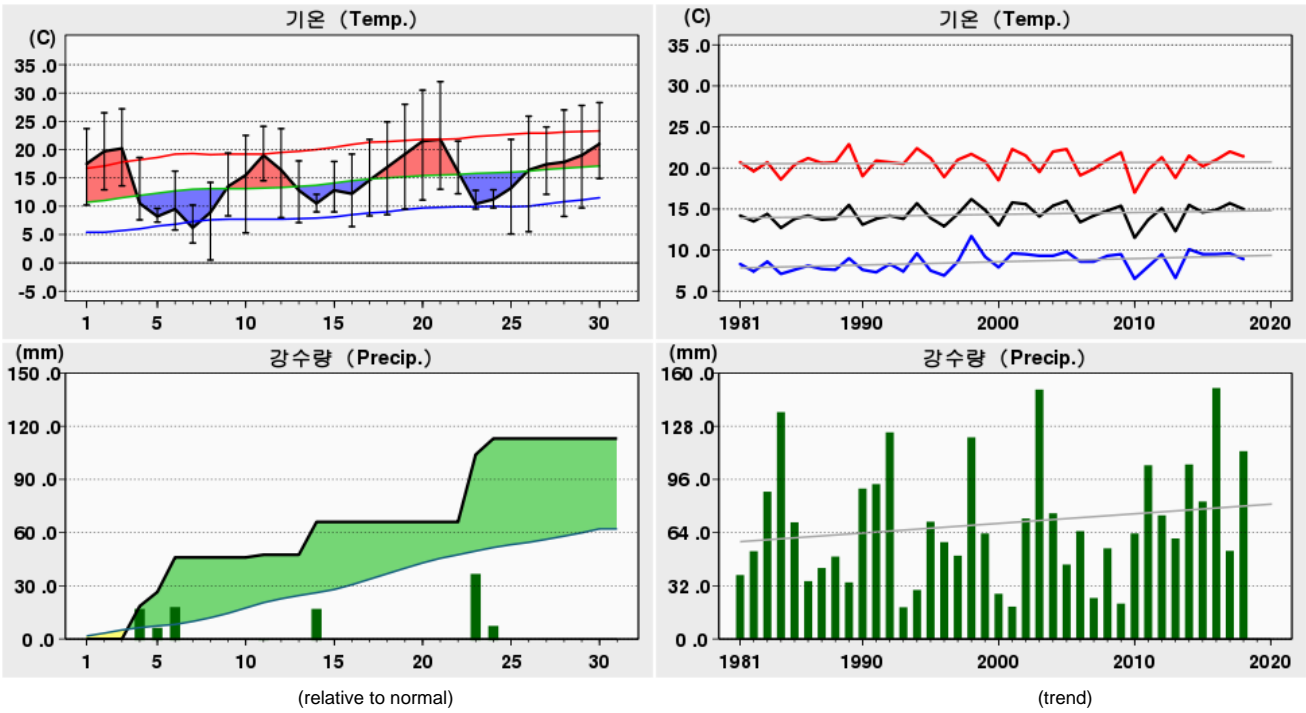 기온 (Temp.)
(C)
35 .0
30 .0
25 .0
20 .0
15 .0
10 .0
5 .0
0 .0
-5 .0
1 5 10 15 20 25 30
기온 (Temp.)
(C)
35 .0
30 .0
25 .0
20 .0
15 .0
10 .0
5 .0
1981 1990 2000 2010 2020
강수량 (Precip.)
(mm)
150 .0
120 .0
90 .0
60 .0
30 .0
0 .0
1 5 10 15 20 25 30
(relative to normal)
강수량 (Precip.)
(mm)
160 .0
128 .0
96 .0
64 .0
32 .0
0 .0
1981 1990 2000 2010 2020
(trend)